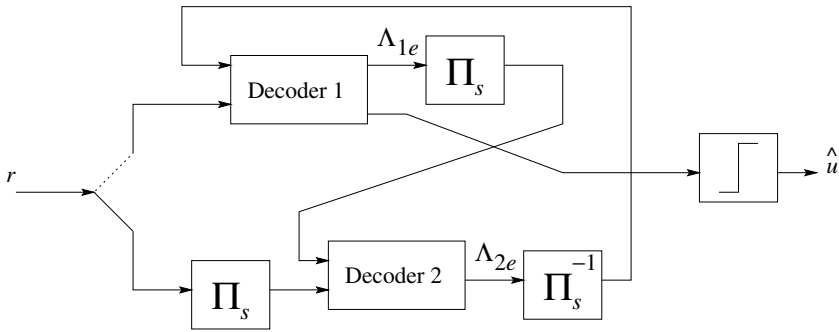 Λ1e
Πs
Decoder 1
r
û
Λ2e
Decoder 2
Πs
Πs−1